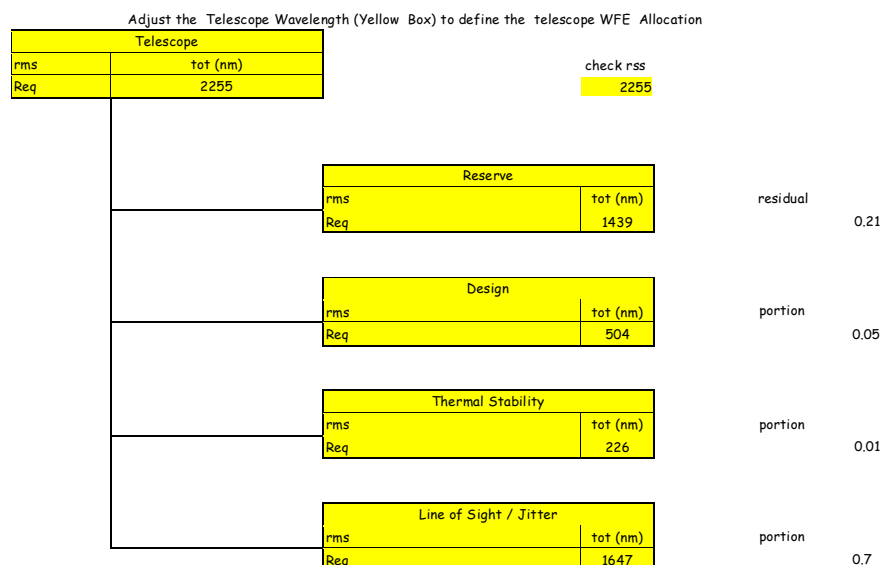 Adjust the Telescope Wavelength (Yellow Box) to define the telescope WFE Allocation
Telescope
rms tot (nm) check rss
Req 2255 2255
Reserve
rms tot (nm) residual
Req 1439 0.21
Design
rms tot (nm) portion
Req 504 0.05
Thermal Stability
rms tot (nm) portion
Req 226 0.01
Line of Sight / Jitter
rms tot (nm) portion
Req 1647 0.7